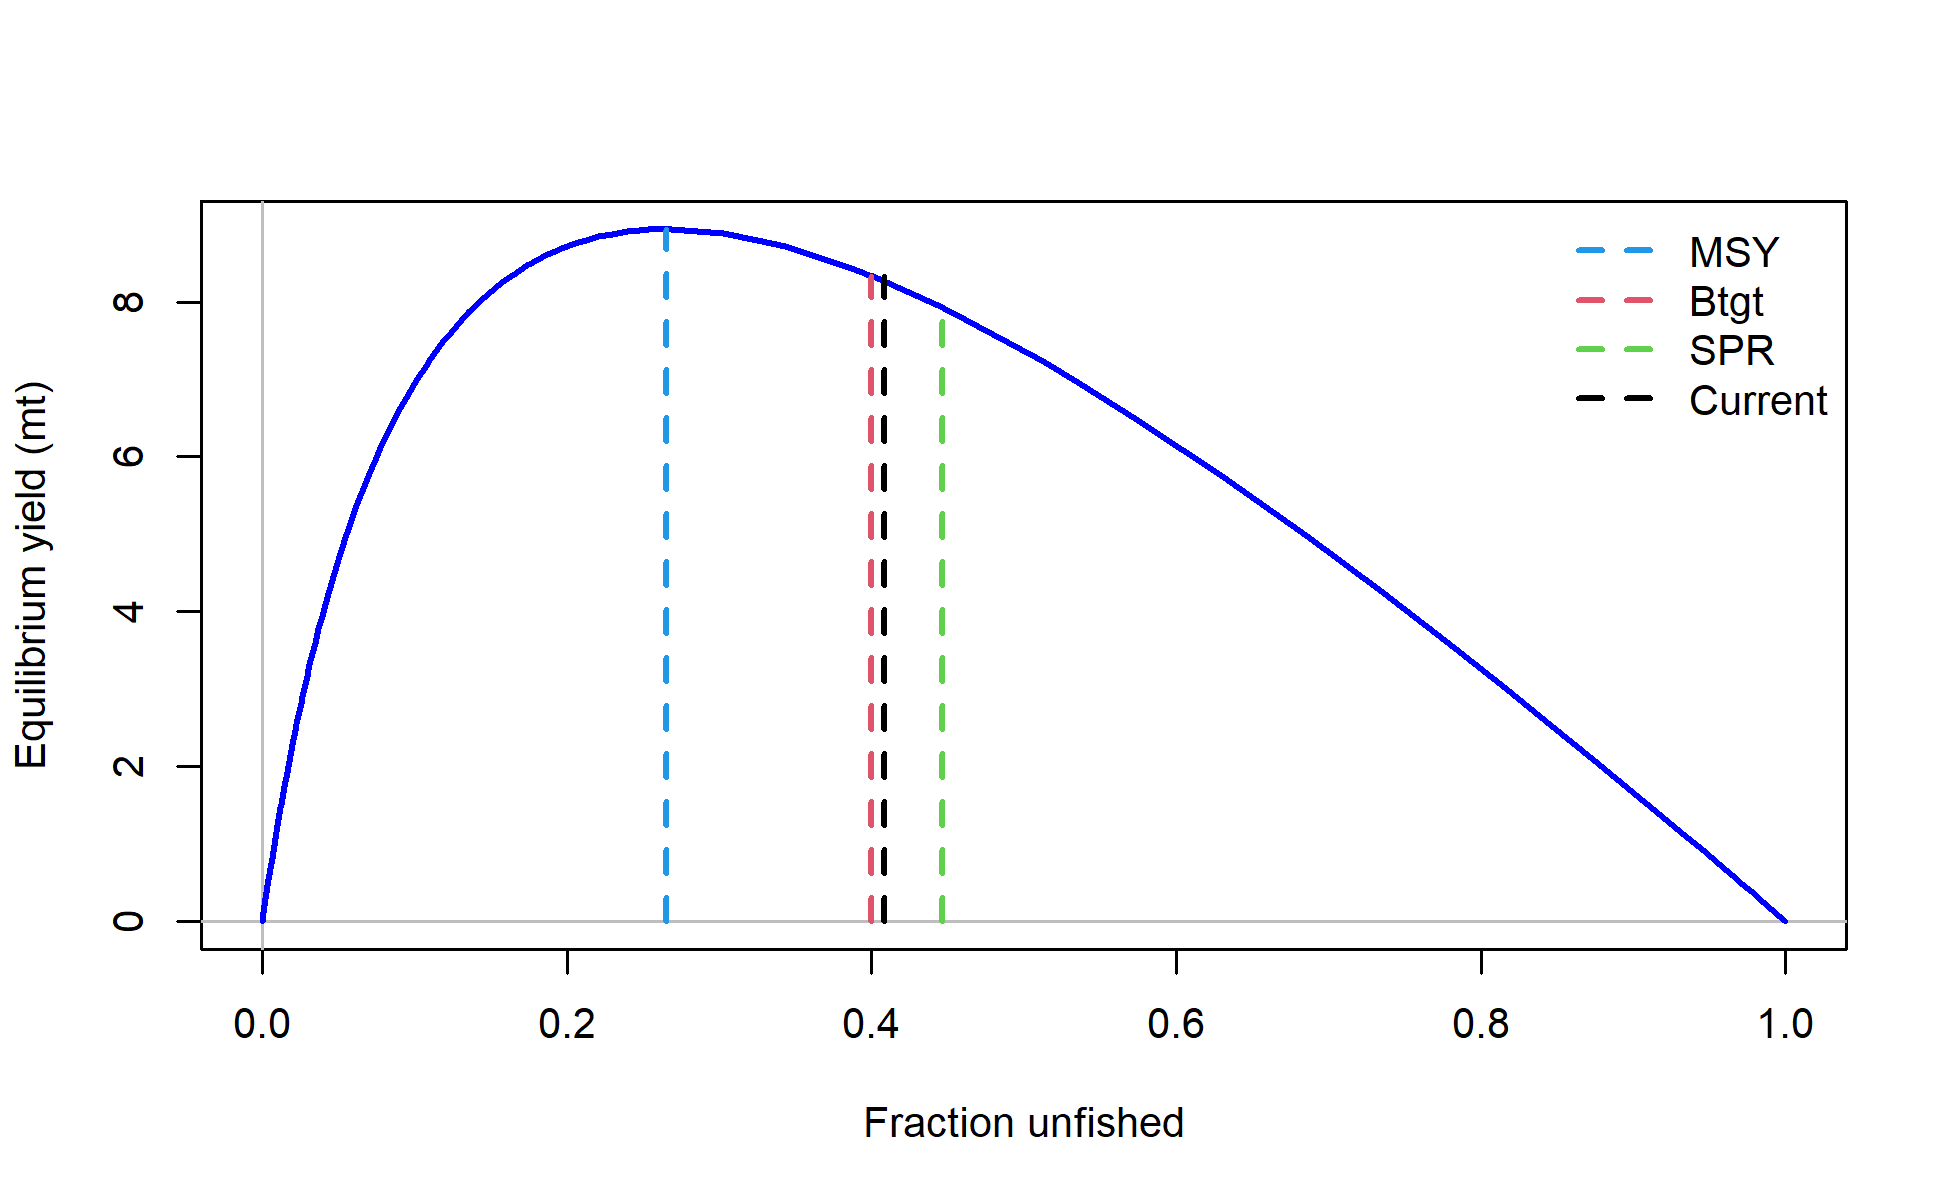 MSY
Btgt
SPR
Current
Equilibrium yield (mt)
8
6
4
2
0
0.0 0.2 0.4 0.6 0.8 1.0
Fraction unfished